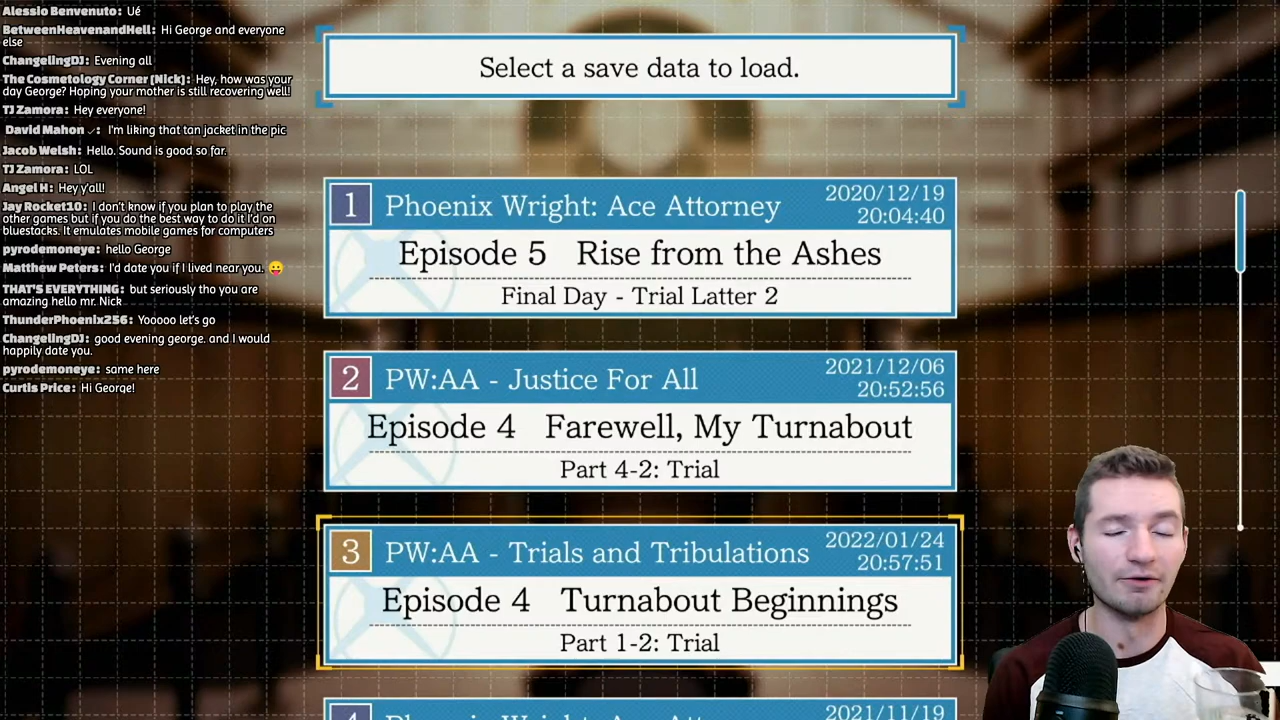 Alessio Benvenuto: Ué
BetweenHeavenandHell: Hi George and everyone
else
ChangelingDJ: Evening all
The Cosmetology Corner (Nick): Hey, how was your
day George? Hoping your mother is still recovering well!
TJ Zamora: Hey everyone!
David Mahon ✓: I'm liking that tan jacket in the pic
Jacob Welsh: Hello. Sound is good so far.
TJ Zamora: LOL
Angel H: Hey y'all!
Jay Rocket10: I don't know if you plan to play the
other games but if you do the best way to do it I'd on
bluestacks. It emulates mobile games for computers
pyrodemoneye: hello George
Matthew Peters: I'd date you if I lived near you. 😛
THAT'S EVERYTHING: but seriously tho you are
amazing hello mr. Nick
ThunderPhoenix256: Yooooo let's go
ChangelingDJ: good evening george. and I would
happily date you.
pyrodemoneye: same here
Curtis Price: Hi George!
Select a save data to load.
1 Phoenix Wright: Ace Attorney 2020/12/19
20:04:40
Episode 5 Rise from the Ashes
Final Day - Trial Latter 2
2 PW:AA - Justice For All 2021/12/06
20:52:56
Episode 4 Farewell, My Turnabout
Part 4-2: Trial
3 PW:AA - Trials and Tribulations 2022/01/24
20:57:51
Episode 4 Turnabout Beginnings
Part 1-2: Trial
4 Phoenix Wright: Ace Att 2021/11/19